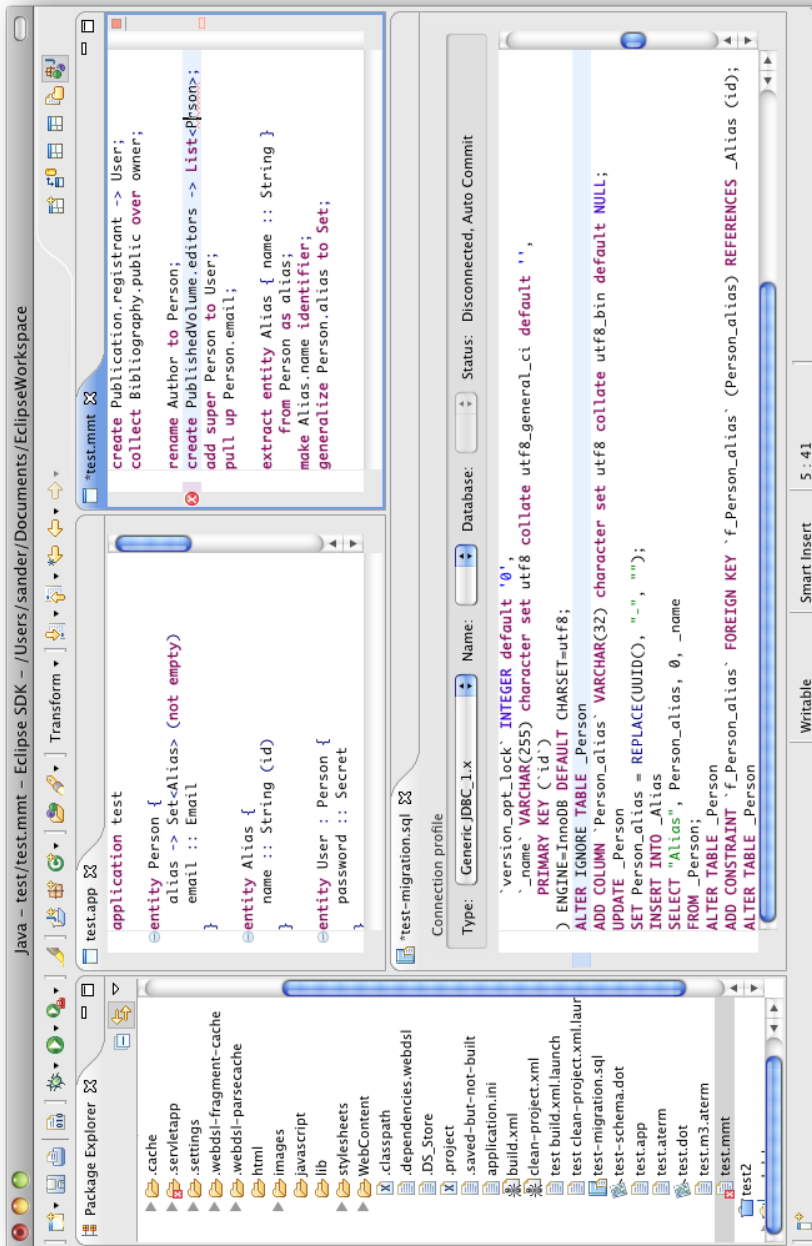 Java - test/test.mmt - Eclipse SDK - /Users/sander/Documents/EclipseWorkspace
Transform
Package Explorer
.cache
.servletapp
.settings
.webdsl-fragment-cache
.webdsl-parsecache
html
images
javascript
lib
stylesheets
WebContent
.classpath
.dependencies.webdsl
.DS_Store
.project
.saved-but-not-built
application.ini
build.xml
clean-project.xml
test build.xml.launch
test clean-project.xml.laur
test-migration.sql
test-schema.dot
test.app
test.aterm
test.dot
test.m3.aterm
test.mmt
test2
test.app
application test
entity Person {
alias -> Set<Alias> (not empty)
email :: Email
}
entity Alias {
name :: String (id)
}
entity User : Person {
password :: Secret
}
*test.mmt
create Publication.registrant -> User;
collect Bibliography.public over owner;
rename Author to Person;
create PublishedVolume.editors -> List<Prson>;
add super Person to User;
pull up Person.email;
extract entity Alias { name :: String }
from Person as alias;
make Alias.name identifier;
generalize Person.alias to Set;
*test-migration.sql
Connection profile
Type: Generic JDBC_1.x Name: Database: Status: Disconnected, Auto Commit
`version_opt_lock` INTEGER default '0',
`_name` VARCHAR(255) character set utf8 collate utf8_general_ci default '',
PRIMARY KEY (`id`)
) ENGINE=InnoDB DEFAULT CHARSET=utf8;
ALTER IGNORE TABLE _Person
ADD COLUMN `Person_alias` VARCHAR(32) character set utf8 collate utf8_bin default NULL;
UPDATE _Person
SET Person_alias = REPLACE(UUID(), "-", "");
INSERT INTO _Alias
SELECT "Alias", Person_alias, 0, _name
FROM _Person;
ALTER TABLE _Person
ADD CONSTRAINT `f_Person_alias` FOREIGN KEY `f_Person_alias` (Person_alias) REFERENCES _Alias (id);
ALTER TABLE _Person
Writable
Smart Insert
5 : 41